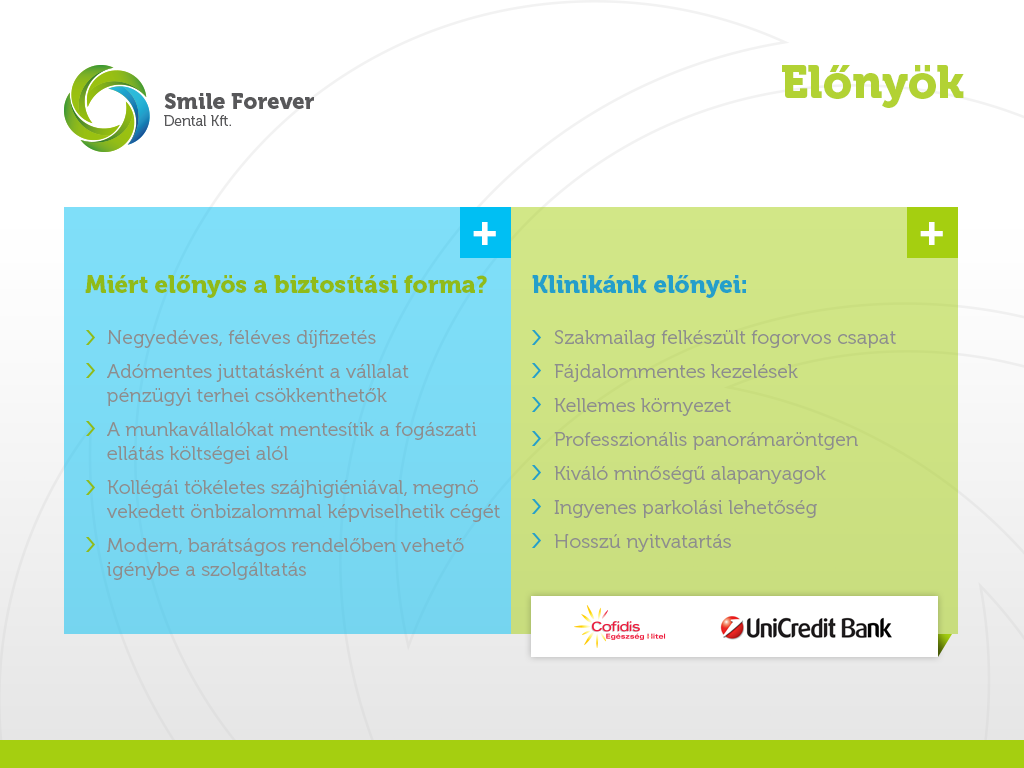 Smile Forever
Dental Kft.
Előnyök
+
Miért előnyös a biztosítási forma?
Negyedéves, féléves díjfizetés
Adómentes juttatásként a vállalat
pénzügyi terhei csökkenthetők
A munkavállalókat mentesítik a fogászati
ellátás költségei alól
Kollégái tökéletes szájhigiéniával, megnö
vekedett önbizalommal képviselhetik cégét
Modern, barátságos rendelőben vehető
igénybe a szolgáltatás
+
Klinikánk előnyei:
Szakmailag felkészült fogorvos csapat
Fájdalommentes kezelések
Kellemes környezet
Professzionális panorámaröntgen
Kiváló minőségű alapanyagok
Ingyenes parkolási lehetőség
Hosszú nyitvatartás
Cofidis
Egészség Hitel
UniCredit Bank